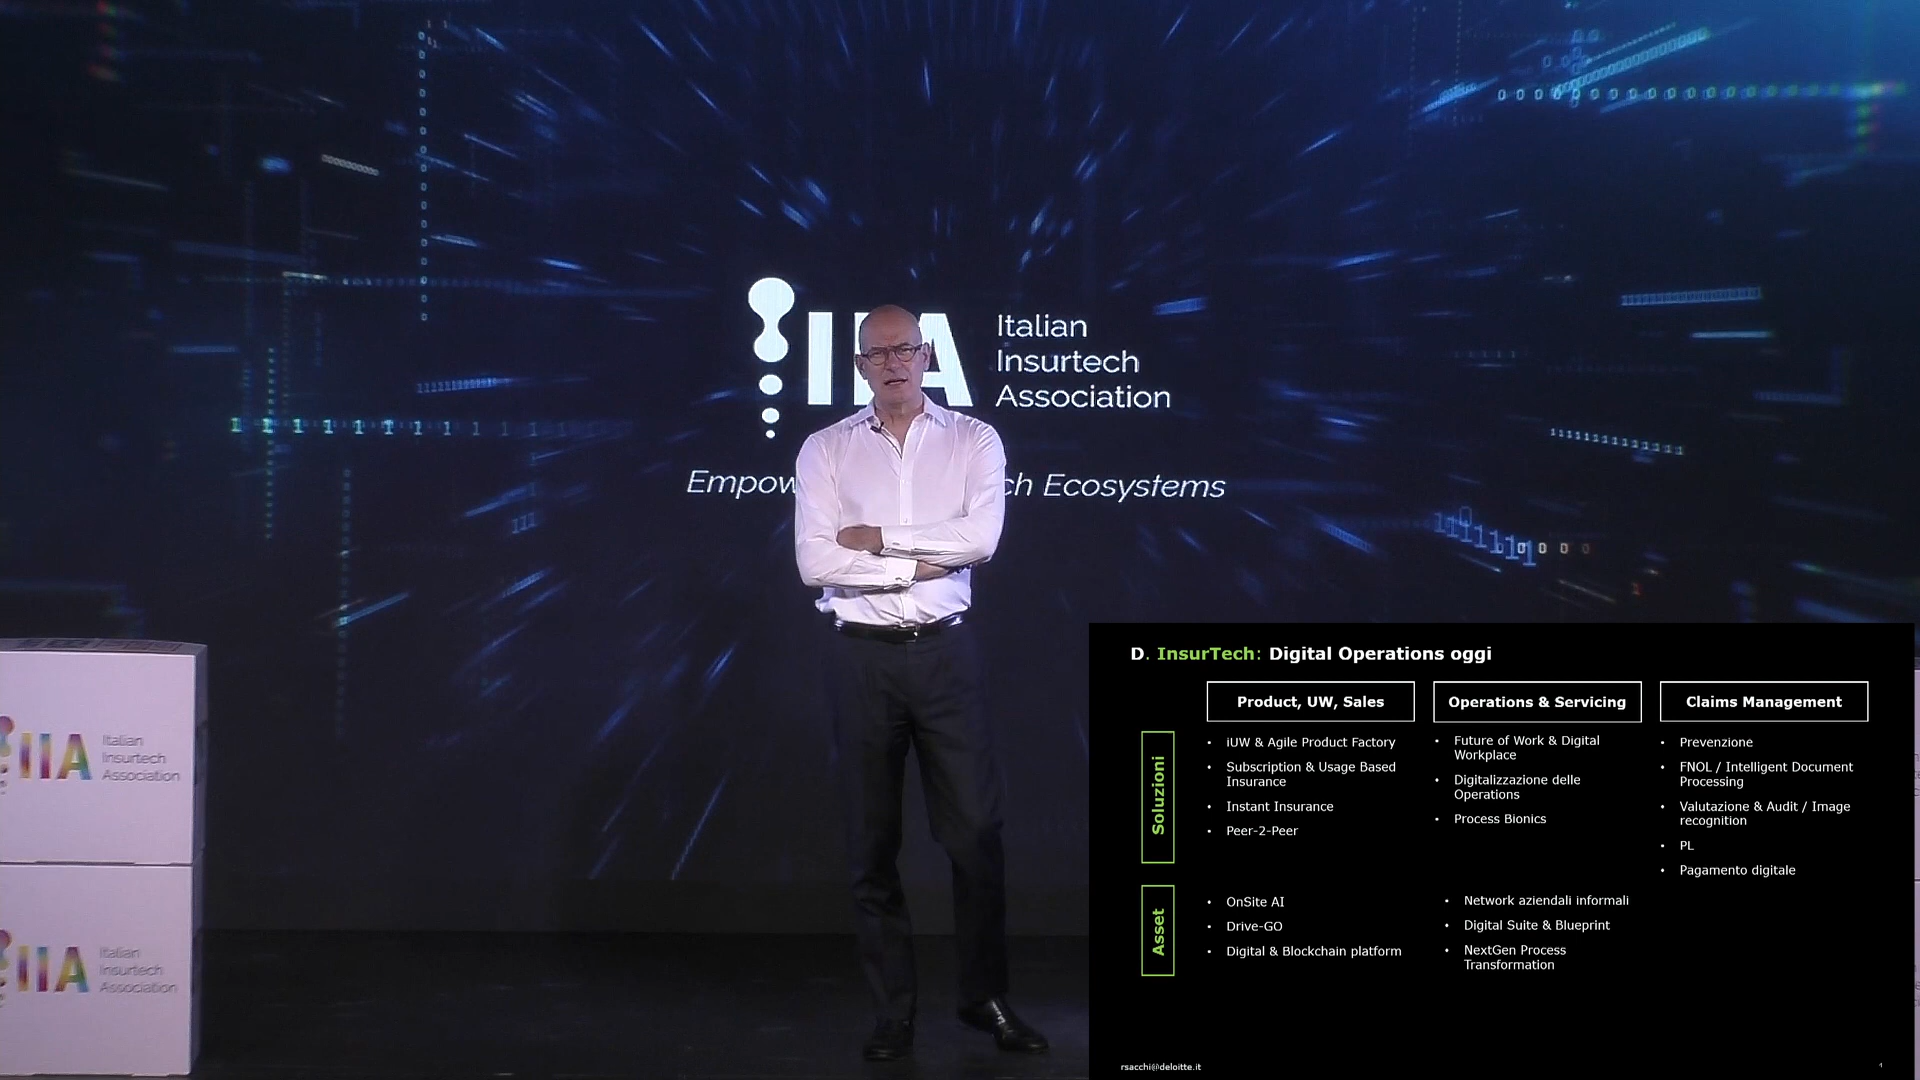 IIA
Italian
Insurtech
Association
Empow ch Ecosystems
IIA
Italian
Insurtech
Association
IIA
Italian
Insurtech
Association
D. InsurTech: Digital Operations oggi
Product, UW, Sales
Operations & Servicing
Claims Management
Soluzioni
• iUW & Agile Product Factory
• Subscription & Usage Based
Insurance
• Instant Insurance
• Peer-2-Peer
• Future of Work & Digital
Workplace
• Digitalizzazione delle
Operations
• Process Bionics
• Prevenzione
• FNOL / Intelligent Document
Processing
• Valutazione & Audit / Image
recognition
• PL
• Pagamento digitale
Asset
• OnSite AI
• Drive-GO
• Digital & Blockchain platform
• Network aziendali informali
• Digital Suite & Blueprint
• NextGen Process
Transformation
rsacchi@deloitte.it